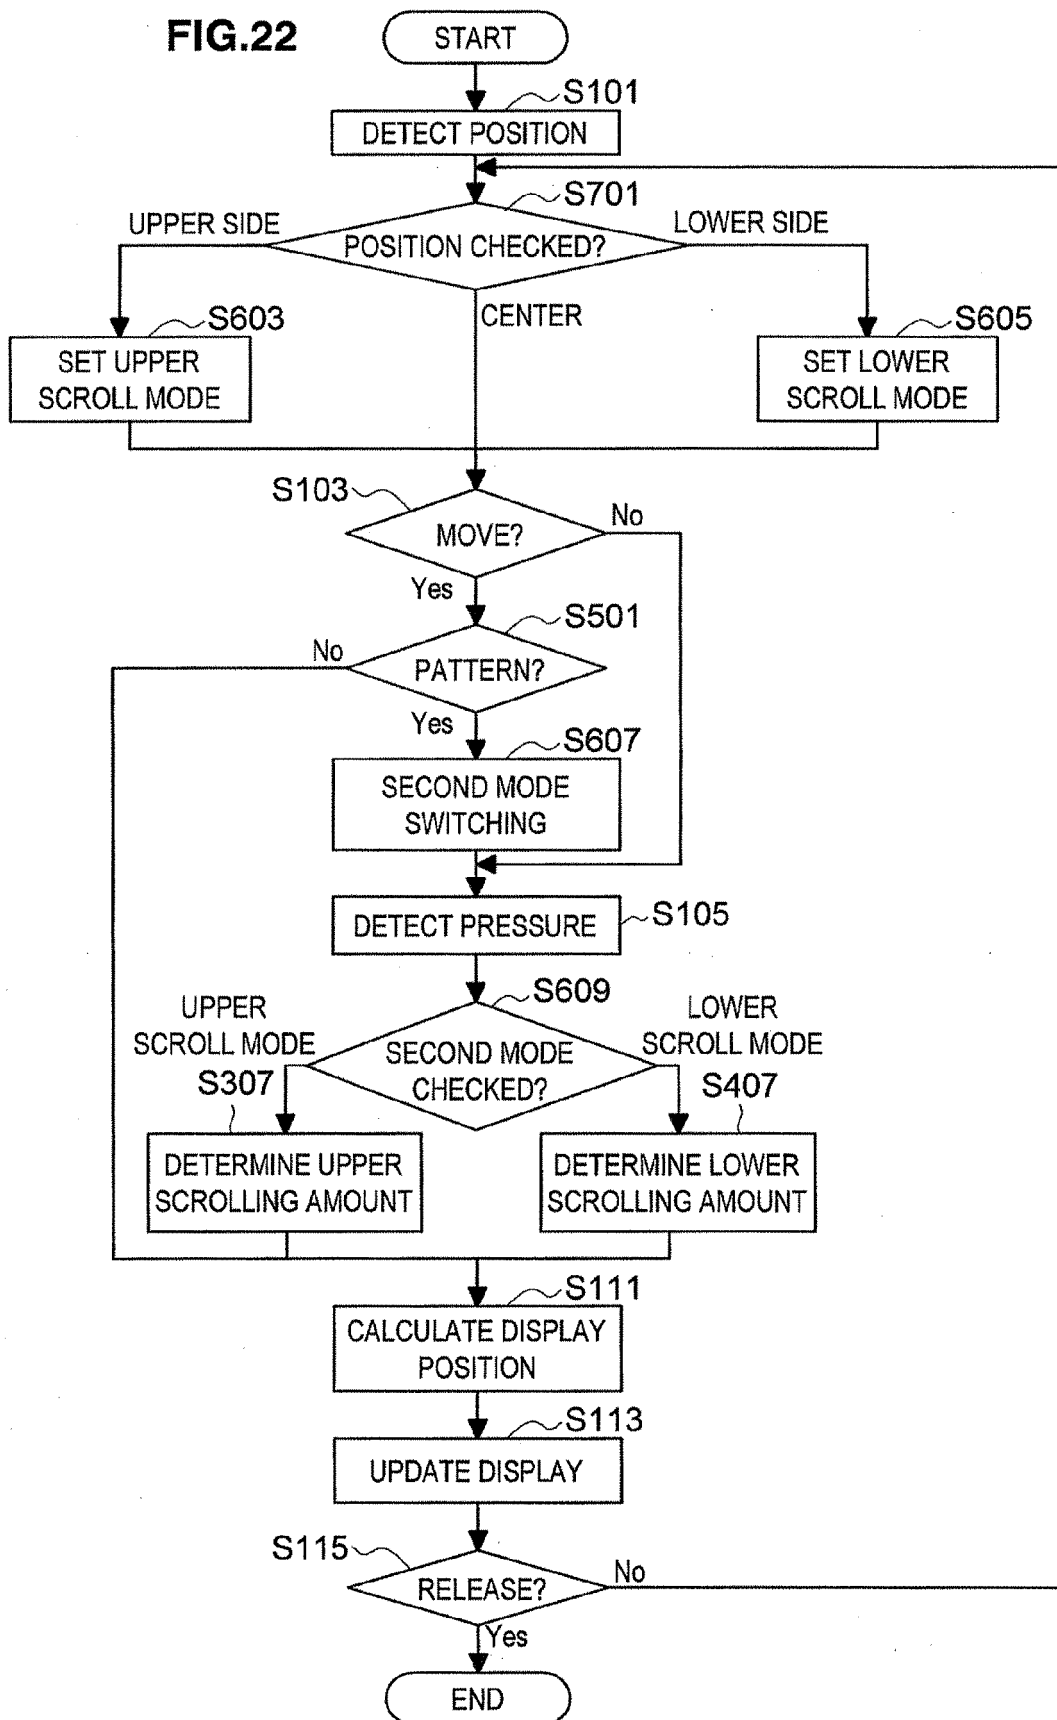 FIG.22
START
S101
DETECT POSITION
S701
UPPER SIDE
POSITION CHECKED?
LOWER SIDE
CENTER
S603
SET UPPER
SCROLL MODE
S605
SET LOWER
SCROLL MODE
S103
MOVE?
No
Yes
S501
No
PATTERN?
Yes
S607
SECOND MODE
SWITCHING
DETECT PRESSURE
S105
S609
UPPER
SCROLL MODE
SECOND MODE
CHECKED?
LOWER
SCROLL MODE
S307
DETERMINE UPPER
SCROLLING AMOUNT
S407
DETERMINE LOWER
SCROLLING AMOUNT
S111
CALCULATE DISPLAY
POSITION
S113
UPDATE DISPLAY
S115
RELEASE?
No
Yes
END